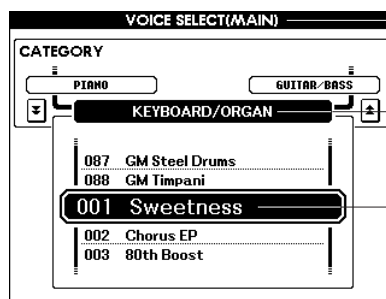 VOICE SELECT(MAIN)
CATEGORY
PIANO GUITAR/BASS
KEYBOARD/ORGAN
087 GM Steel Drums
088 GM Timpani
001 Sweetness
002 Chorus EP
003 80th Boost